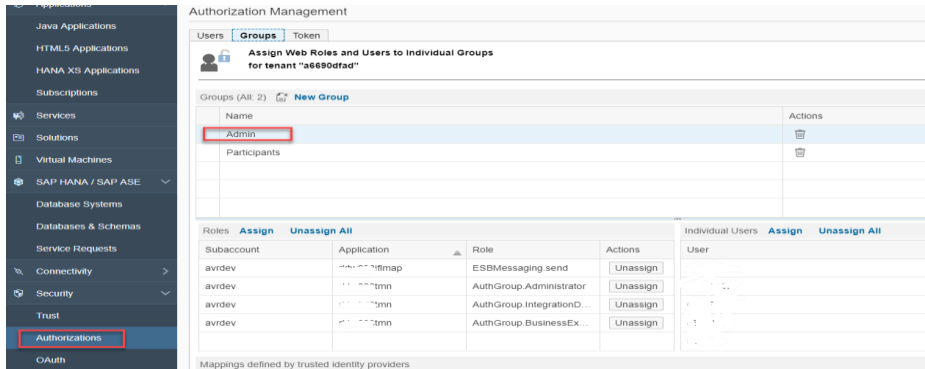 Applications
Java Applications
HTML5 Applications
HANA XS Applications
Subscriptions
Services
Solutions
Virtual Machines
SAP HANA / SAP ASE
Database Systems
Databases & Schemas
Service Requests
Connectivity
Security
Trust
Authorizations
OAuth
Authorization Management
Users Groups Token
Assign Web Roles and Users to Individual Groups
for tenant "a6690dfad"
Groups (All: 2) New Group
Name Actions
Admin
Participants
Roles Assign Unassign All
Subaccount Application Role Actions
avrdev iflmap ESBMessaging.send Unassign
avrdev tmn AuthGroup.Administrator Unassign
avrdev tmn AuthGroup.IntegrationD... Unassign
avrdev tmn AuthGroup.BusinessEx... Unassign
Individual Users Assign Unassign All
User
Mappings defined by trusted identity providers